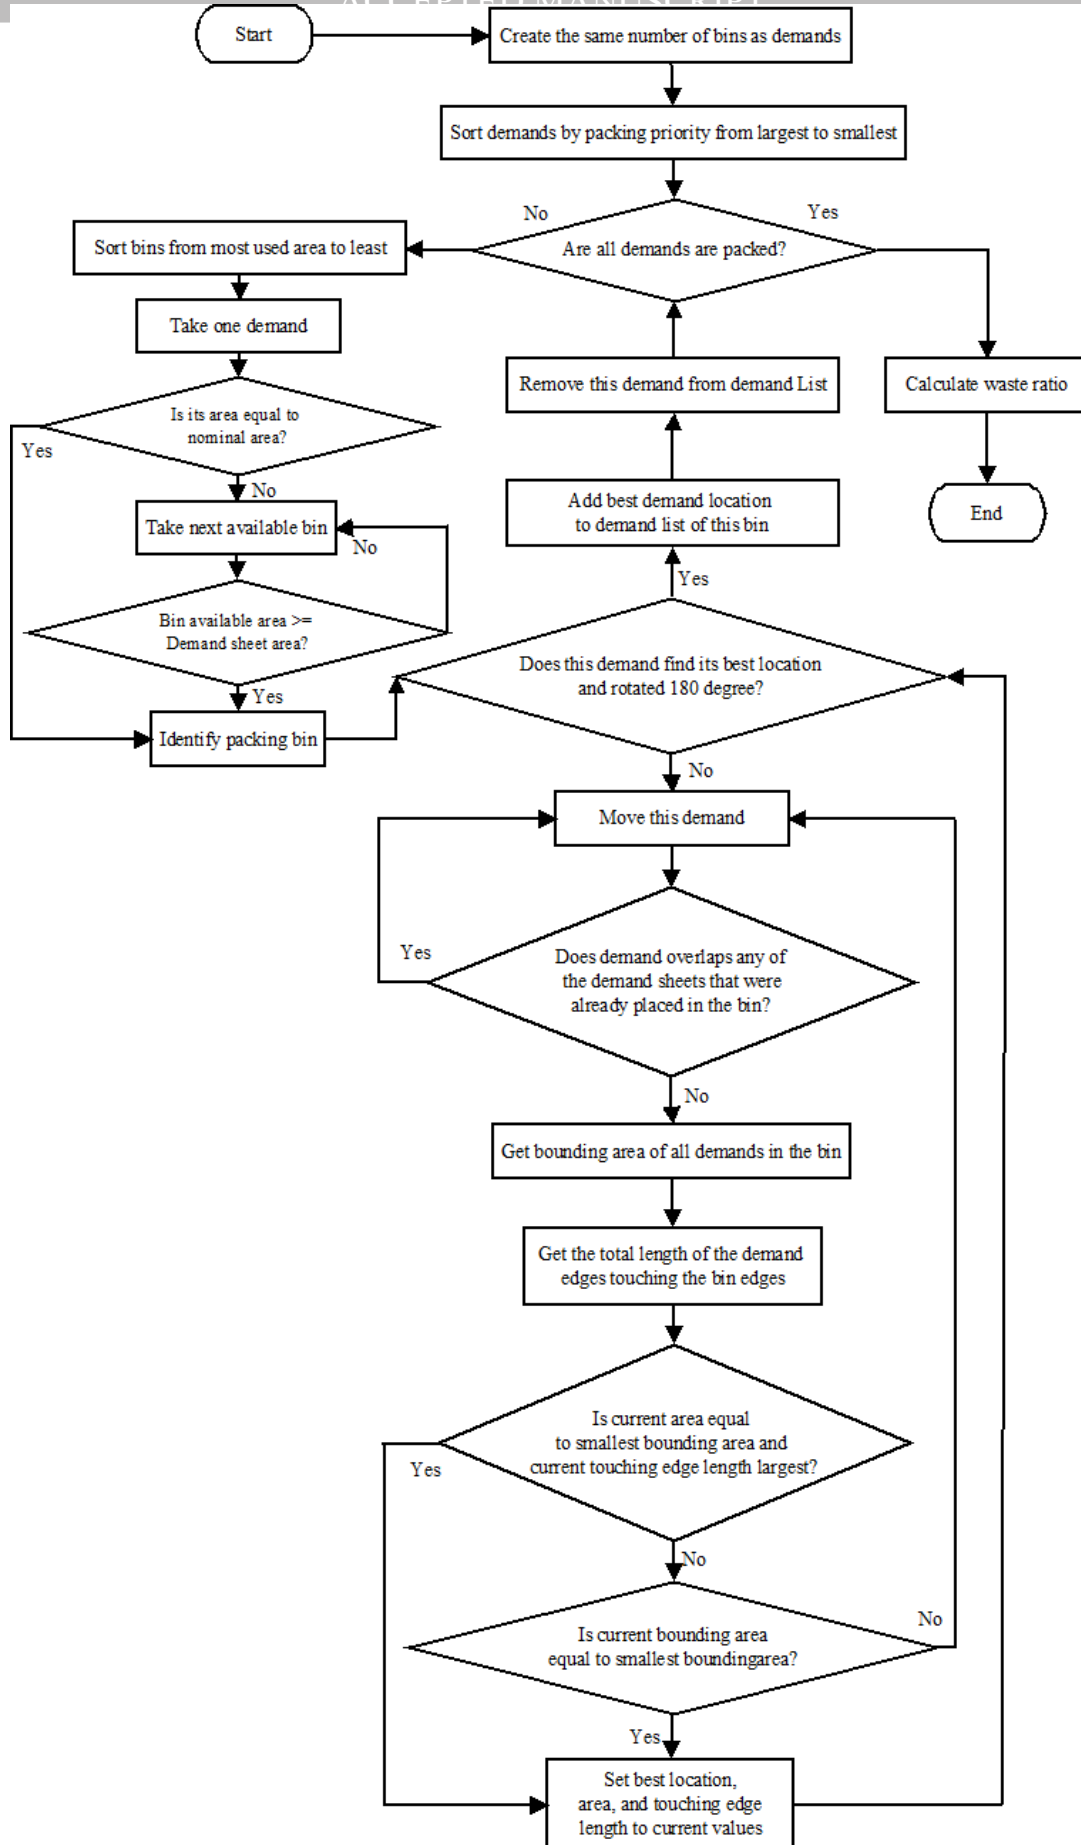 ACCEPTED MANUSCRIPT
Start
Create the same number of bins as demands
Sort demands by packing priority from largest to smallest
No
Yes
Are all demands are packed?
Sort bins from most used area to least
Take one demand
Remove this demand from demand List
Calculate waste ratio
Is its area equal to
nominal area?
Yes
No
Add best demand location
to demand list of this bin
End
Take next available bin
No
Yes
Bin available area >=
Demand sheet area?
Does this demand find its best location
and rotated 180 degree?
Yes
Identify packing bin
No
Move this demand
Yes
Does demand overlaps any of
the demand sheets that were
already placed in the bin?
No
Get bounding area of all demands in the bin
Get the total length of the demand
edges touching the bin edges
Is current area equal
to smallest bounding area and
current touching edge length largest?
Yes
No
No
Is current bounding area
equal to smallest boundingarea?
Yes
Set best location,
area, and touching edge
length to current values